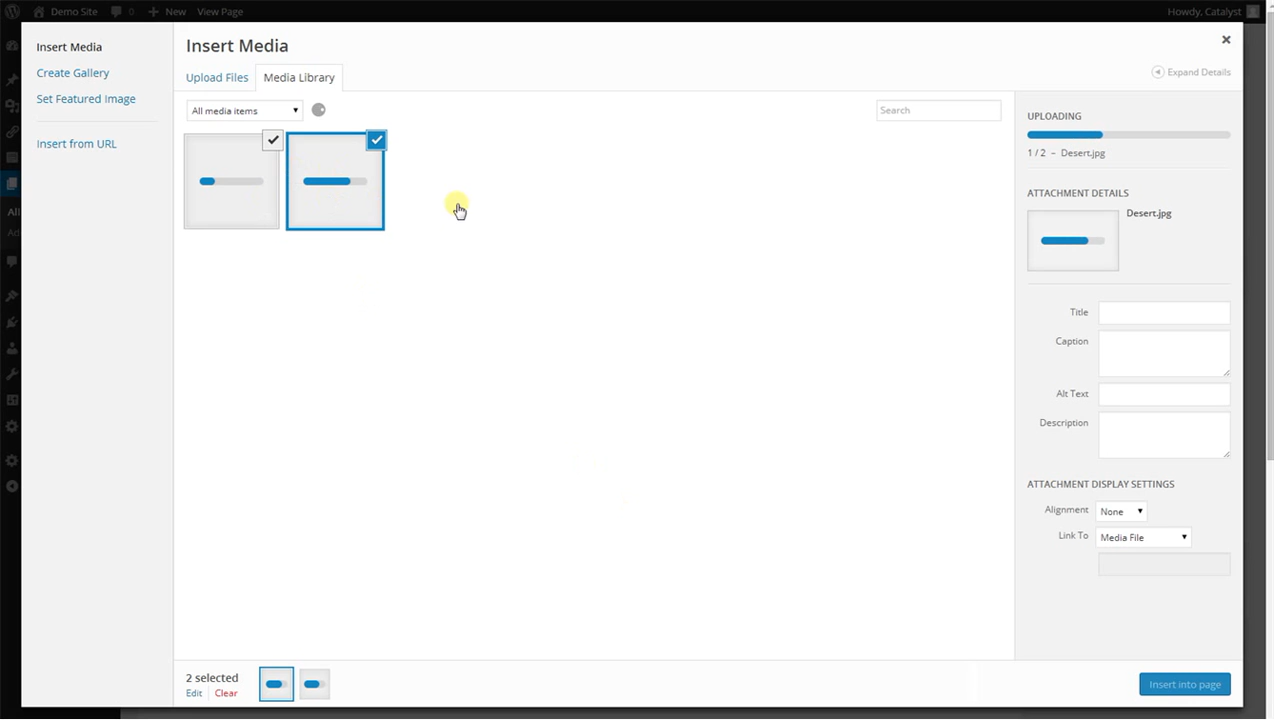 Demo Site 0 New View Page Howdy, Catalyst
Insert Media
Create Gallery
Set Featured Image
Insert from URL
Insert Media
Upload Files Media Library
Expand Details
All media items
Search
UPLOADING
1 / 2 – Desert.jpg
ATTACHMENT DETAILS
Desert.jpg
Title
Caption
Alt Text
Description
ATTACHMENT DISPLAY SETTINGS
Alignment None
Link To Media File
All
Ad
2 selected
Edit Clear
Insert into page